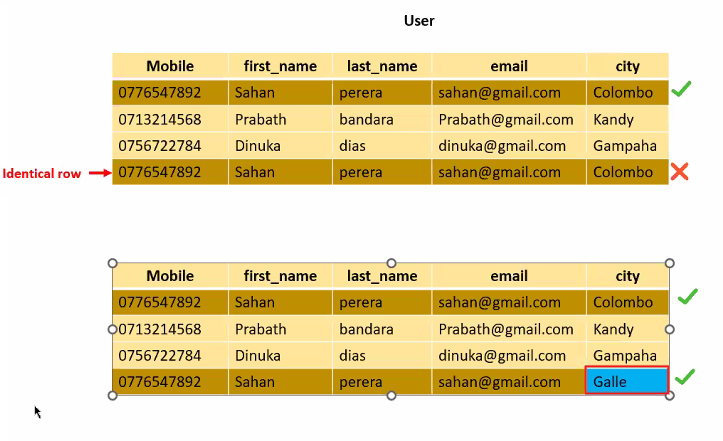 User
Mobile first_name last_name email city
0776547892 Sahan perera sahan@gmail.com Colombo
0713214568 Prabath bandara Prabath@gmail.com Kandy
0756722784 Dinuka dias dinuka@gmail.com Gampaha
Identical row 0776547892 Sahan perera sahan@gmail.com Colombo
Mobile first_name last_name email city
0776547892 Sahan perera sahan@gmail.com Colombo
0713214568 Prabath bandara Prabath@gmail.com Kandy
0756722784 Dinuka dias dinuka@gmail.com Gampaha
0776547892 Sahan perera sahan@gmail.com Galle